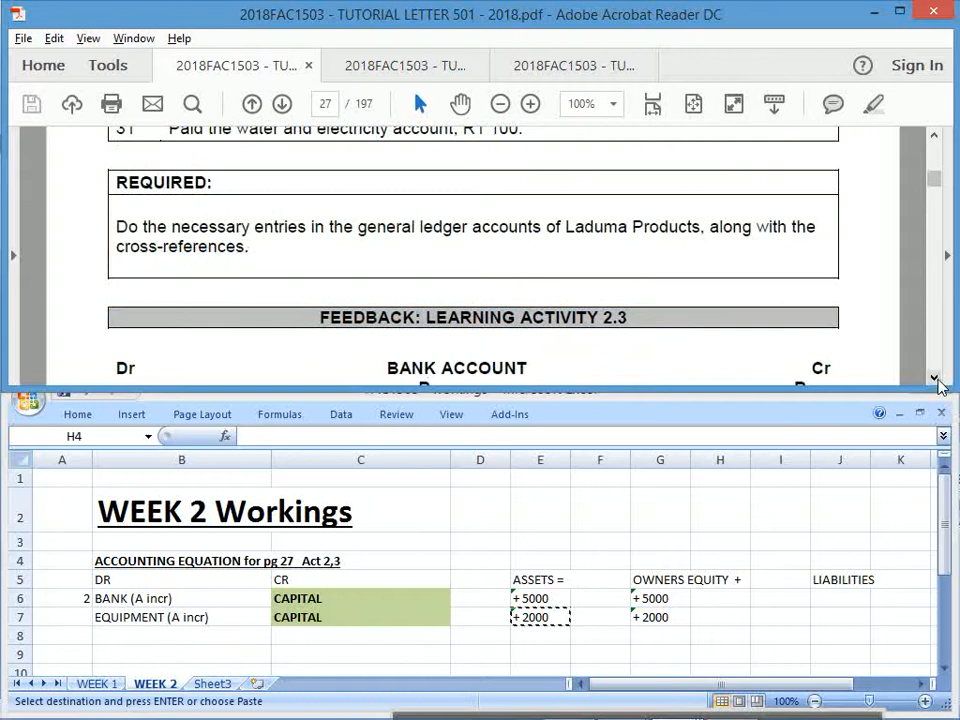 2018FAC1503 - TUTORIAL LETTER 501 - 2018.pdf - Adobe Acrobat Reader DC
File Edit View Window Help
Home Tools 2018FAC1503 - TU... × 2018FAC1503 - TU... 2018FAC1503 - TU... Sign In
27 / 197 100%
31 Paid the water and electricity account, R1 100.
REQUIRED:
Do the necessary entries in the general ledger accounts of Laduma Products, along with the
cross-references.
FEEDBACK: LEARNING ACTIVITY 2.3
Dr BANK ACCOUNT Cr
Home Insert Page Layout Formulas Data Review View Add-Ins
H4 fx
A B C D E F G H I J K
1
2 WEEK 2 Workings
3
4 ACCOUNTING EQUATION for pg 27 Act 2,3
5 DR CR ASSETS = OWNERS EQUITY + LIABILITIES
6 2 BANK (A incr) CAPITAL + 5000 + 5000
7 EQUIPMENT (A incr) CAPITAL + 2000 + 2000
8
9
10
WEEK 1 WEEK 2 Sheet3
Select destination and press ENTER or choose Paste 100%